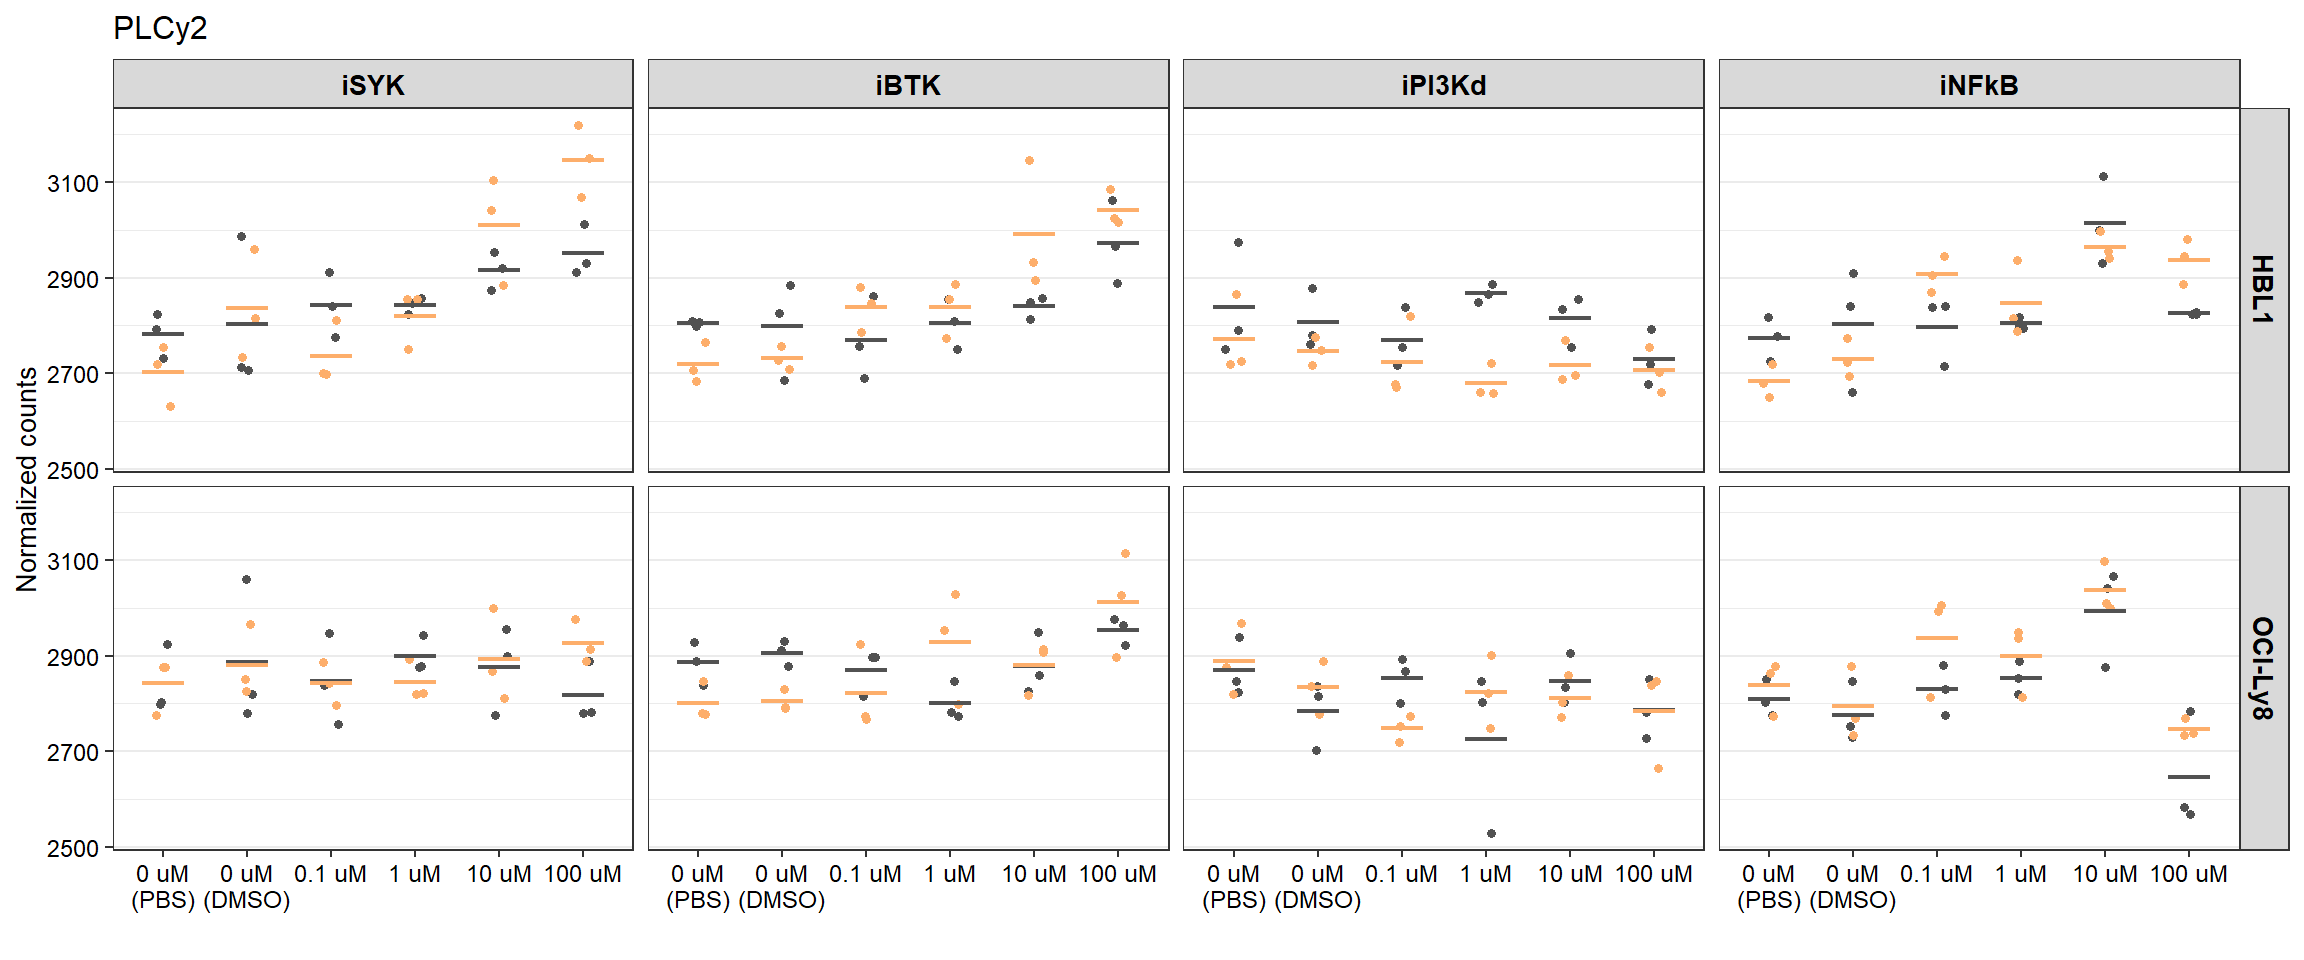 PLCy2
iSYK iBTK iPI3Kd iNFkB
Normalized counts
3100
2900
2700
2500
HBL1
3100
2900
2700
2500
OCI-Ly8
0 uM 0 uM 0.1 uM 1 uM 10 uM 100 uM 0 uM 0 uM 0.1 uM 1 uM 10 uM 100 uM 0 uM 0 uM 0.1 uM 1 uM 10 uM 100 uM 0 uM 0 uM 0.1 uM 1 uM 10 uM 100 uM
(PBS) (DMSO) (PBS) (DMSO) (PBS) (DMSO) (PBS) (DMSO)